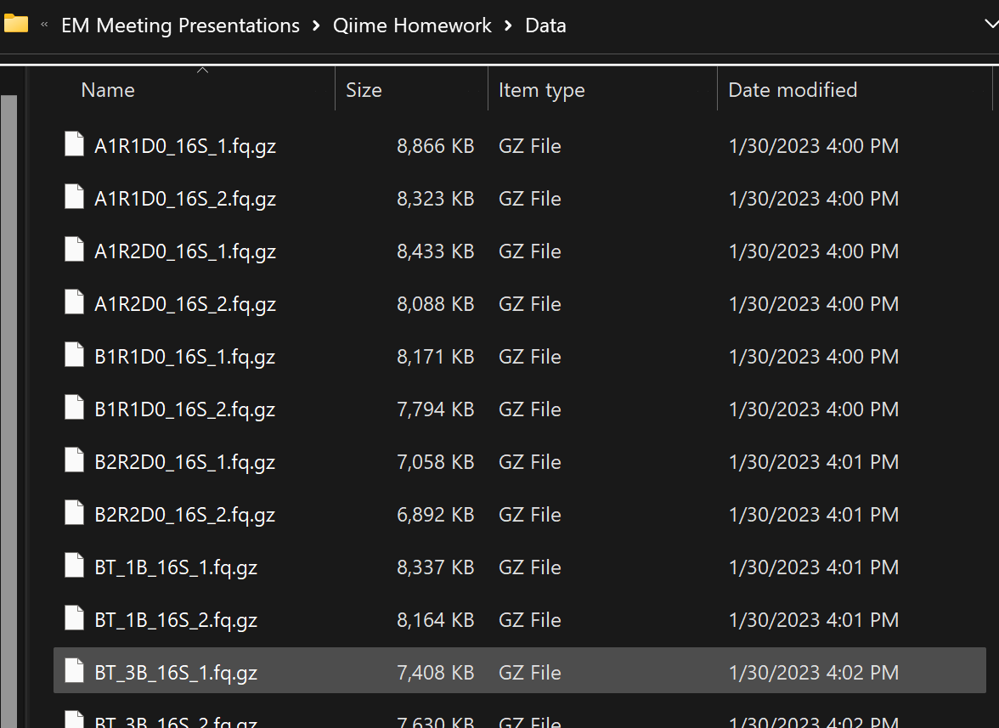 « EM Meeting Presentations > Qiime Homework > Data
Name Size Item type Date modified
A1R1D0_16S_1.fq.gz 8,866 KB GZ File 1/30/2023 4:00 PM
A1R1D0_16S_2.fq.gz 8,323 KB GZ File 1/30/2023 4:00 PM
A1R2D0_16S_1.fq.gz 8,433 KB GZ File 1/30/2023 4:00 PM
A1R2D0_16S_2.fq.gz 8,088 KB GZ File 1/30/2023 4:00 PM
B1R1D0_16S_1.fq.gz 8,171 KB GZ File 1/30/2023 4:00 PM
B1R1D0_16S_2.fq.gz 7,794 KB GZ File 1/30/2023 4:00 PM
B2R2D0_16S_1.fq.gz 7,058 KB GZ File 1/30/2023 4:01 PM
B2R2D0_16S_2.fq.gz 6,892 KB GZ File 1/30/2023 4:01 PM
BT_1B_16S_1.fq.gz 8,337 KB GZ File 1/30/2023 4:01 PM
BT_1B_16S_2.fq.gz 8,164 KB GZ File 1/30/2023 4:01 PM
BT_3B_16S_1.fq.gz 7,408 KB GZ File 1/30/2023 4:02 PM
BT_3B_16S_2.fq.gz 7,630 KB GZ File 1/30/2023 4:02 PM